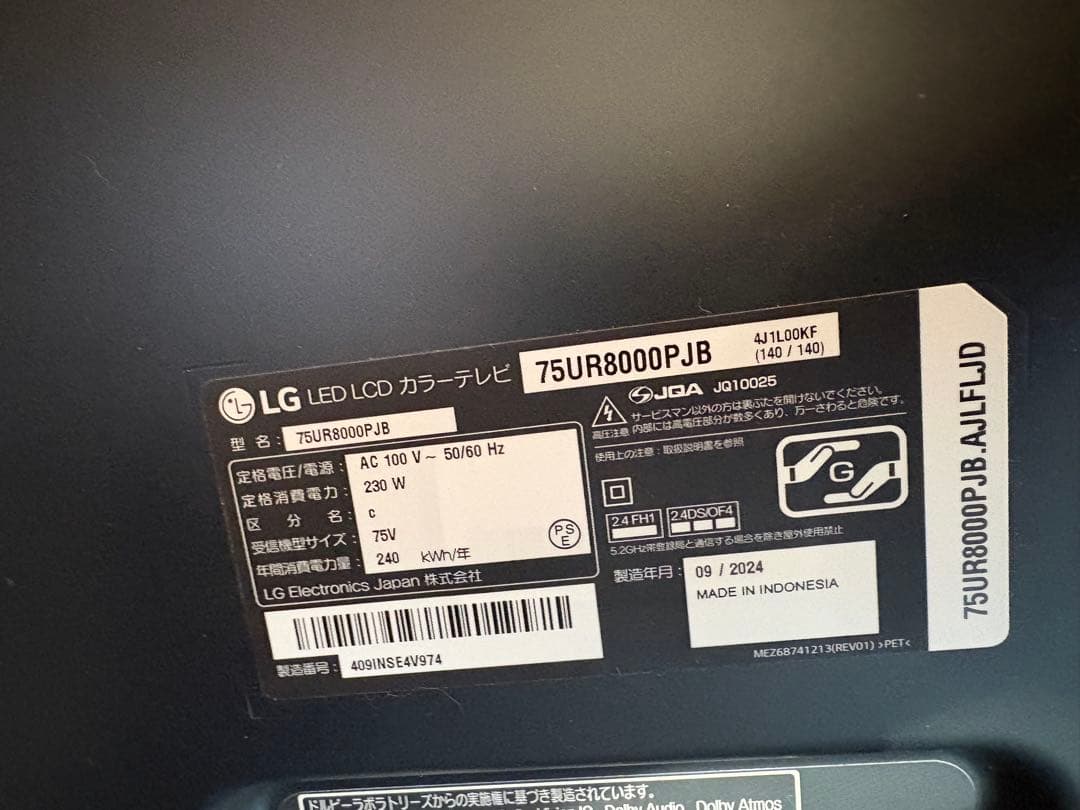 LG LED LCD カラーテレビ 75UR8000PJB 4J1L00KF
(140 / 140)
型 名 : 75UR8000PJB
定格電圧/電源 : AC 100 V ~ 50/60 Hz
定格消費電力 : 230 W
区 分 名 : c
受信機型サイズ : 75V
年間消費電力量 : 240 kWh/年
PS
E
LG Electronics Japan 株式会社
製造番号 : 409INSE4V974
JQA JQ10025
高圧注意
サービスマン以外の方は裏ぶたを開けないでください。
内部には高電圧部分が数多くあり、万一さわると危険です。
使用上の注意 : 取扱説明書を参照
G
2.4 FH1
2.4DS/OF4
5.2GHz帯登録局と通信する場合を除き屋外使用禁止
製造年月 : 09 / 2024
MADE IN INDONESIA
MEZ68741213(REV01) >PET<
75UR8000PJB.AJLFLJD
ドルビーラボラトリーズからの実施権に基づき製造されています。
Dolby Audio, Dolby Atmos